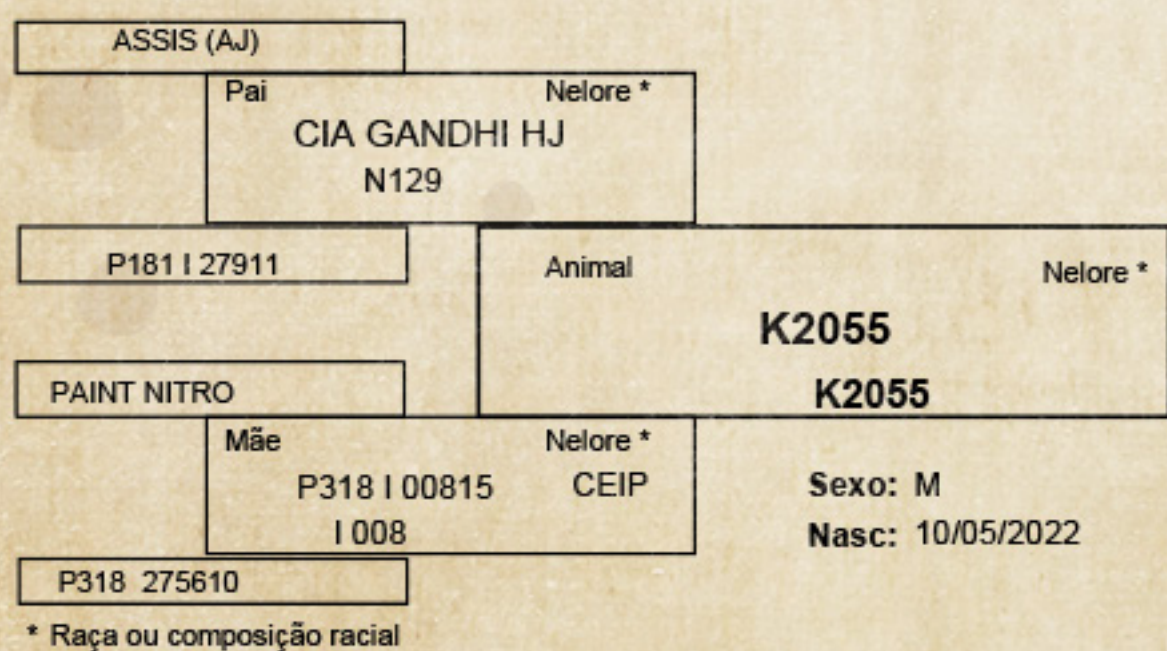 ASSIS (AJ)
Pai Nelore *
CIA GANDHI HJ
N129
P181 I 27911
Animal Nelore *
K2055
K2055
PAINT NITRO
Mãe Nelore *
P318 I 00815 CEIP
I 008
Sexo: M
Nasc: 10/05/2022
P318 275610
* Raça ou composição racial